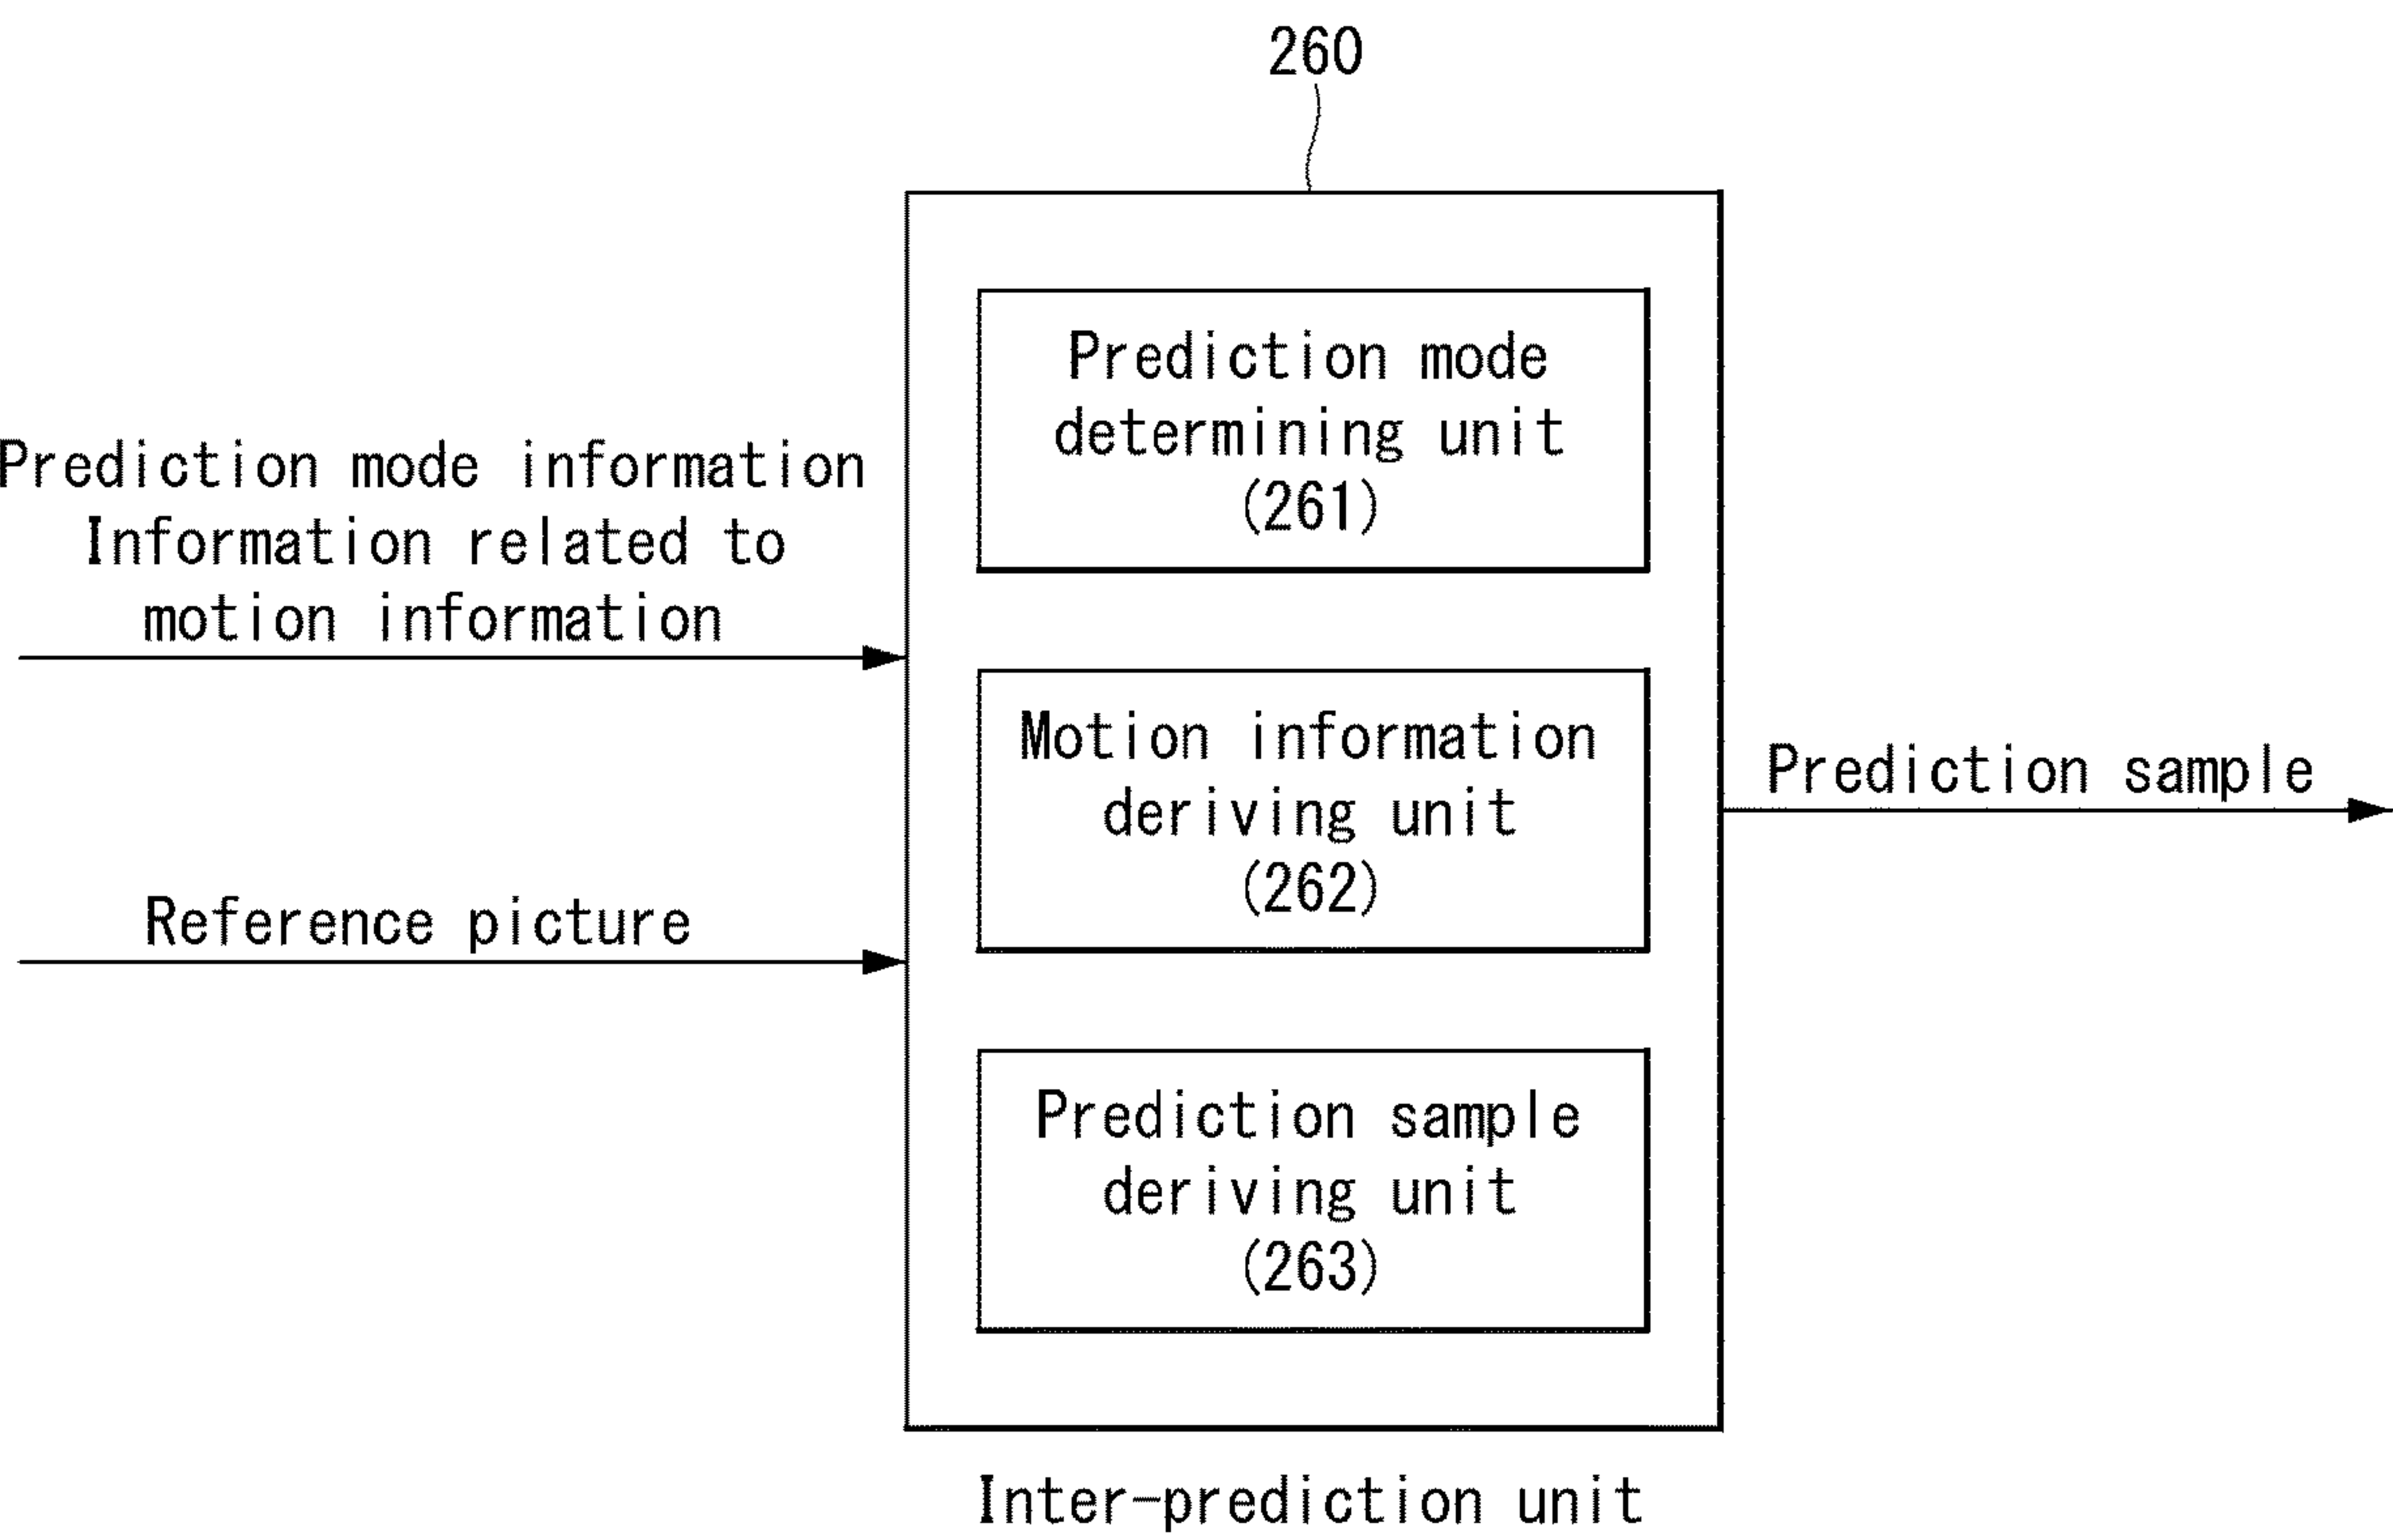 260
Prediction mode
determining unit
(261)
Prediction mode information
Information related to
motion information
Motion information
deriving unit
(262)
Prediction sample
Reference picture
Prediction sample
deriving unit
(263)
Inter-prediction unit